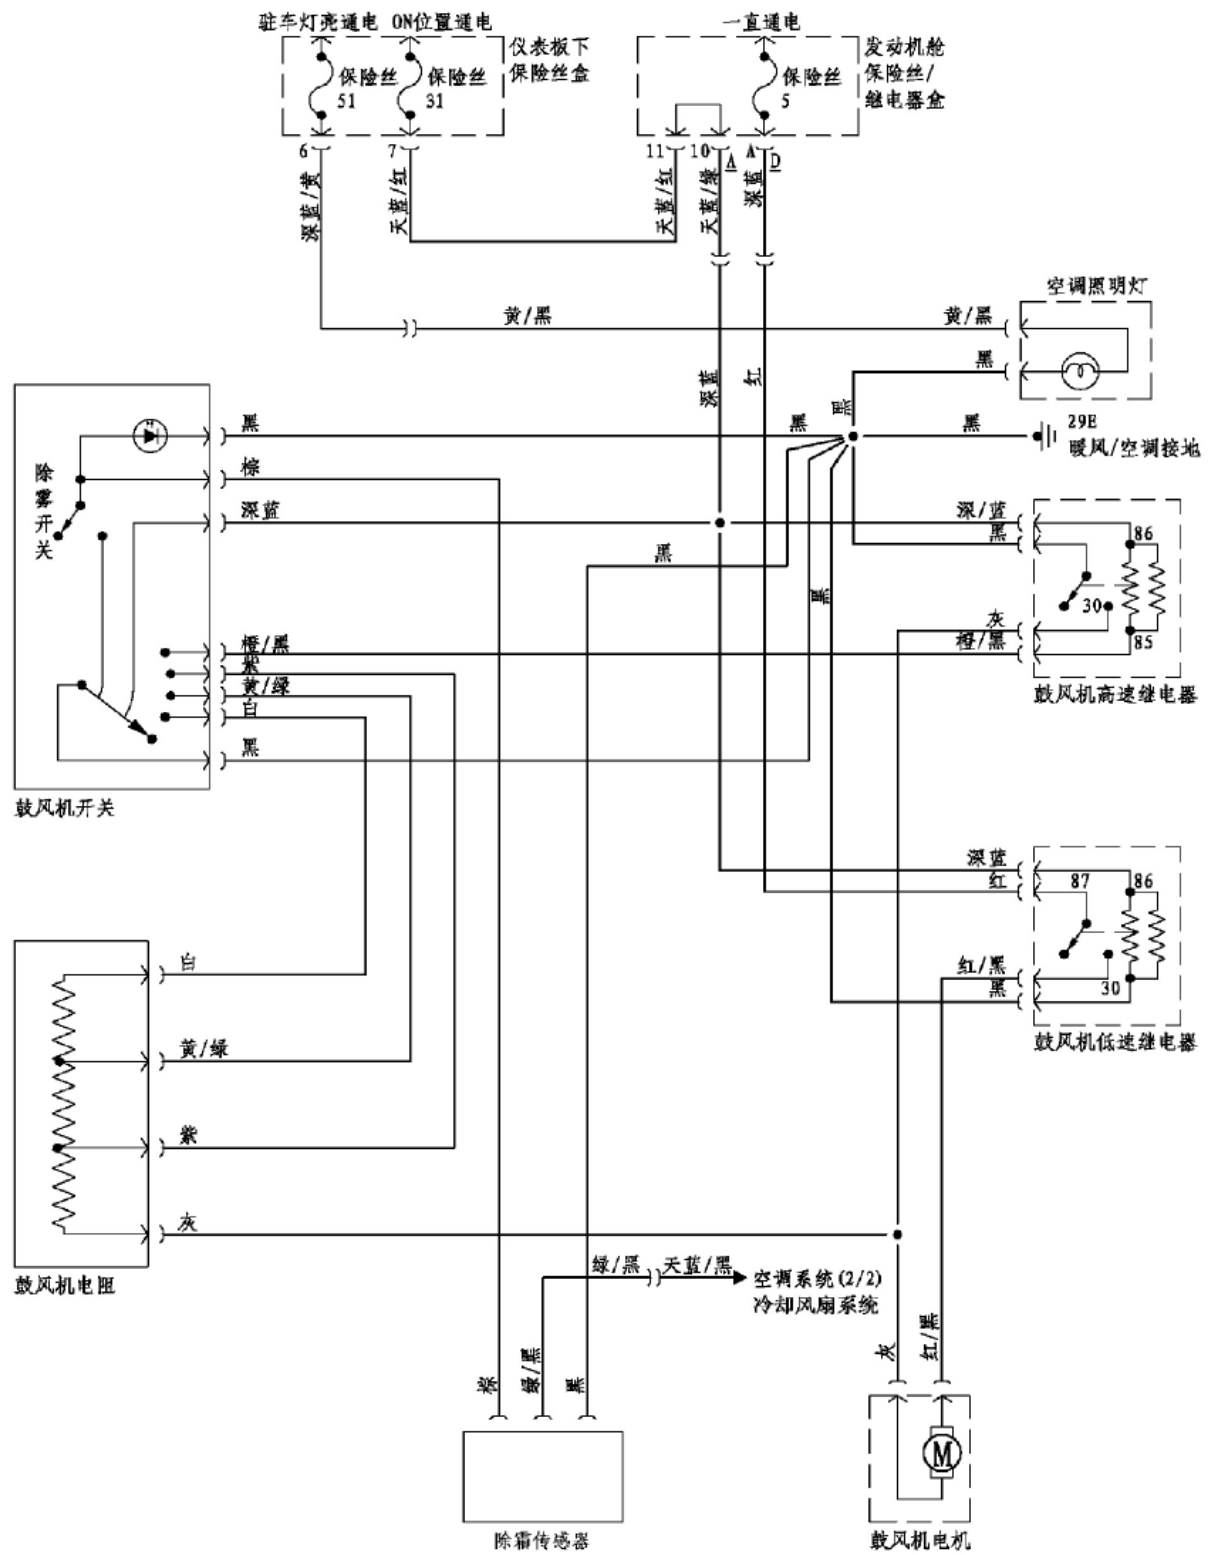 驻车灯亮通电 ON位置通电
一直通电
仪表板下
保险丝盒
保险丝
51
保险丝
31
保险丝
5
发动机舱
保险丝/
继电器盒
6
7
11
10
A
A
D
深蓝/黄
天蓝/红
天蓝/红
天蓝/绿
深蓝
空调照明灯
黄/黑
黄/黑
黑
深蓝
红
黑
黑
黑
黑
29E
暖风/空调接地
除雾开关
棕
深蓝
深/蓝
黑
86
黑
黑
30
灰
橙/黑
85
鼓风机高速继电器
橙/黑
紫
黄/绿
白
黑
鼓风机开关
深蓝
红
87
86
红/黑
黑
30
鼓风机低速继电器
白
黄/绿
紫
灰
鼓风机电阻
绿/黑
天蓝/黑
空调系统(2/2)
冷却风扇系统
棕
绿/黑
黑
灰
红/黑
M
除霜传感器
鼓风机电机